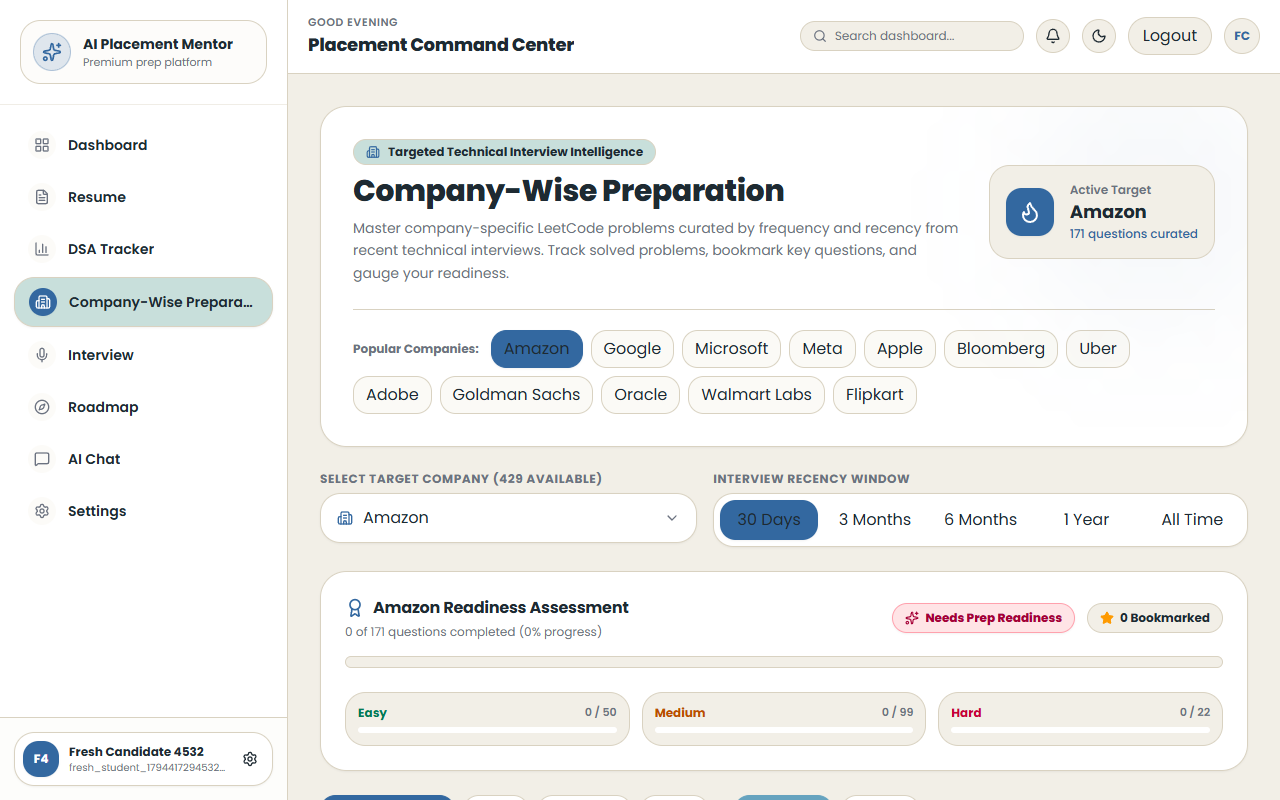 AI Placement Mentor
Premium prep platform
Dashboard
Resume
DSA Tracker
Company-Wise Prepara...
Interview
Roadmap
AI Chat
Settings
F4
Fresh Candidate 4532
fresh_student_1794417294532...
GOOD EVENING
Placement Command Center
Search dashboard...
Logout
FC
Targeted Technical Interview Intelligence
Company-Wise Preparation
Master company-specific LeetCode problems curated by frequency and recency from
recent technical interviews. Track solved problems, bookmark key questions, and
gauge your readiness.
Active Target
Amazon
171 questions curated
Popular Companies: Amazon Google Microsoft Meta Apple Bloomberg Uber
Adobe Goldman Sachs Oracle Walmart Labs Flipkart
SELECT TARGET COMPANY (429 AVAILABLE)
Amazon
INTERVIEW RECENCY WINDOW
30 Days 3 Months 6 Months 1 Year All Time
Amazon Readiness Assessment
0 of 171 questions completed (0% progress)
Needs Prep Readiness
0 Bookmarked
Easy 0 / 50
Medium 0 / 99
Hard 0 / 22